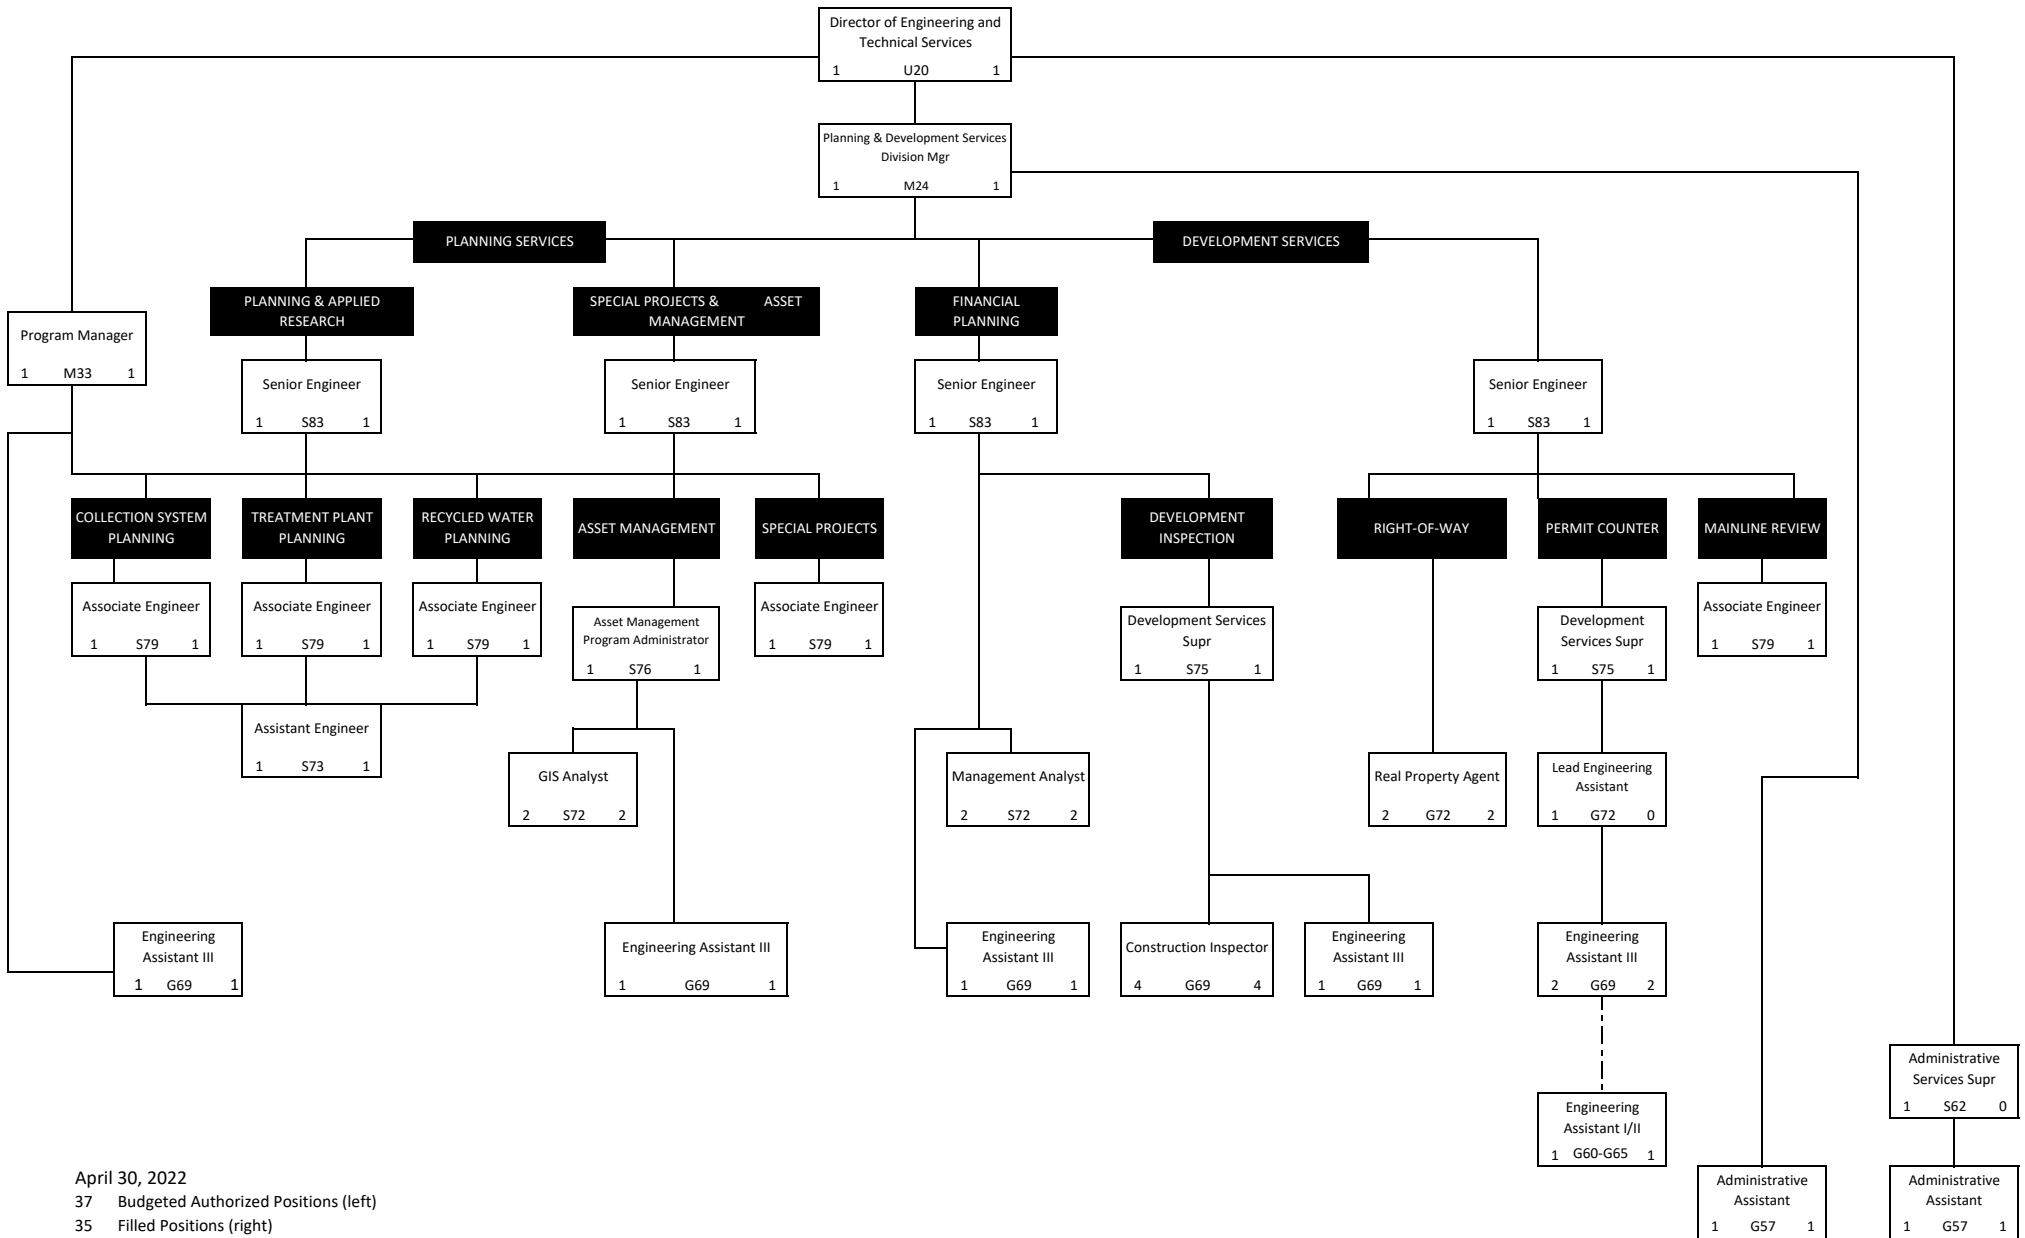 Director of Engineering and
Technical Services
1 U20 1
Planning & Development Services
Division Mgr
1 M24 1
PLANNING SERVICES
DEVELOPMENT SERVICES
PLANNING & APPLIED
RESEARCH
SPECIAL PROJECTS & ASSET
MANAGEMENT
FINANCIAL
PLANNING
Program Manager
1 M33 1
Senior Engineer
1 S83 1
Senior Engineer
1 S83 1
Senior Engineer
1 S83 1
Senior Engineer
1 S83 1
COLLECTION SYSTEM
PLANNING
TREATMENT PLANT
PLANNING
RECYCLED WATER
PLANNING
ASSET MANAGEMENT
SPECIAL PROJECTS
DEVELOPMENT
INSPECTION
RIGHT-OF-WAY
PERMIT COUNTER
MAINLINE REVIEW
Associate Engineer
1 S79 1
Associate Engineer
1 S79 1
Associate Engineer
1 S79 1
Asset Management
Program Administrator
1 S76 1
Associate Engineer
1 S79 1
Development Services
Supr
1 S75 1
Development
Services Supr
1 S75 1
Associate Engineer
1 S79 1
Assistant Engineer
1 S73 1
GIS Analyst
2 S72 2
Management Analyst
2 S72 2
Real Property Agent
2 G72 2
Lead Engineering
Assistant
1 G72 0
Engineering
Assistant III
1 G69 1
Engineering Assistant III
1 G69 1
Engineering
Assistant III
1 G69 1
Construction Inspector
4 G69 4
Engineering
Assistant III
1 G69 1
Engineering
Assistant III
2 G69 2
Administrative
Services Supr
1 S62 0
Engineering
Assistant I/II
1 G60-G65 1
Administrative
Assistant
1 G57 1
Administrative
Assistant
1 G57 1
April 30, 2022
37 Budgeted Authorized Positions (left)
35 Filled Positions (right)